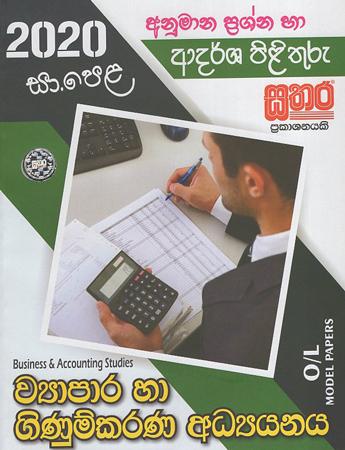 2020
සා.පෙළ
අනුමාන ප්‍රශ්න හා
ආදර්ශ පිළිතුරු
සතර
ප්‍රකාශනයකි
Business & Accounting Studies
ව්‍යාපාර හා
ගිණුම්කරණ අධ්‍යයනය
O/L
MODEL PAPERS